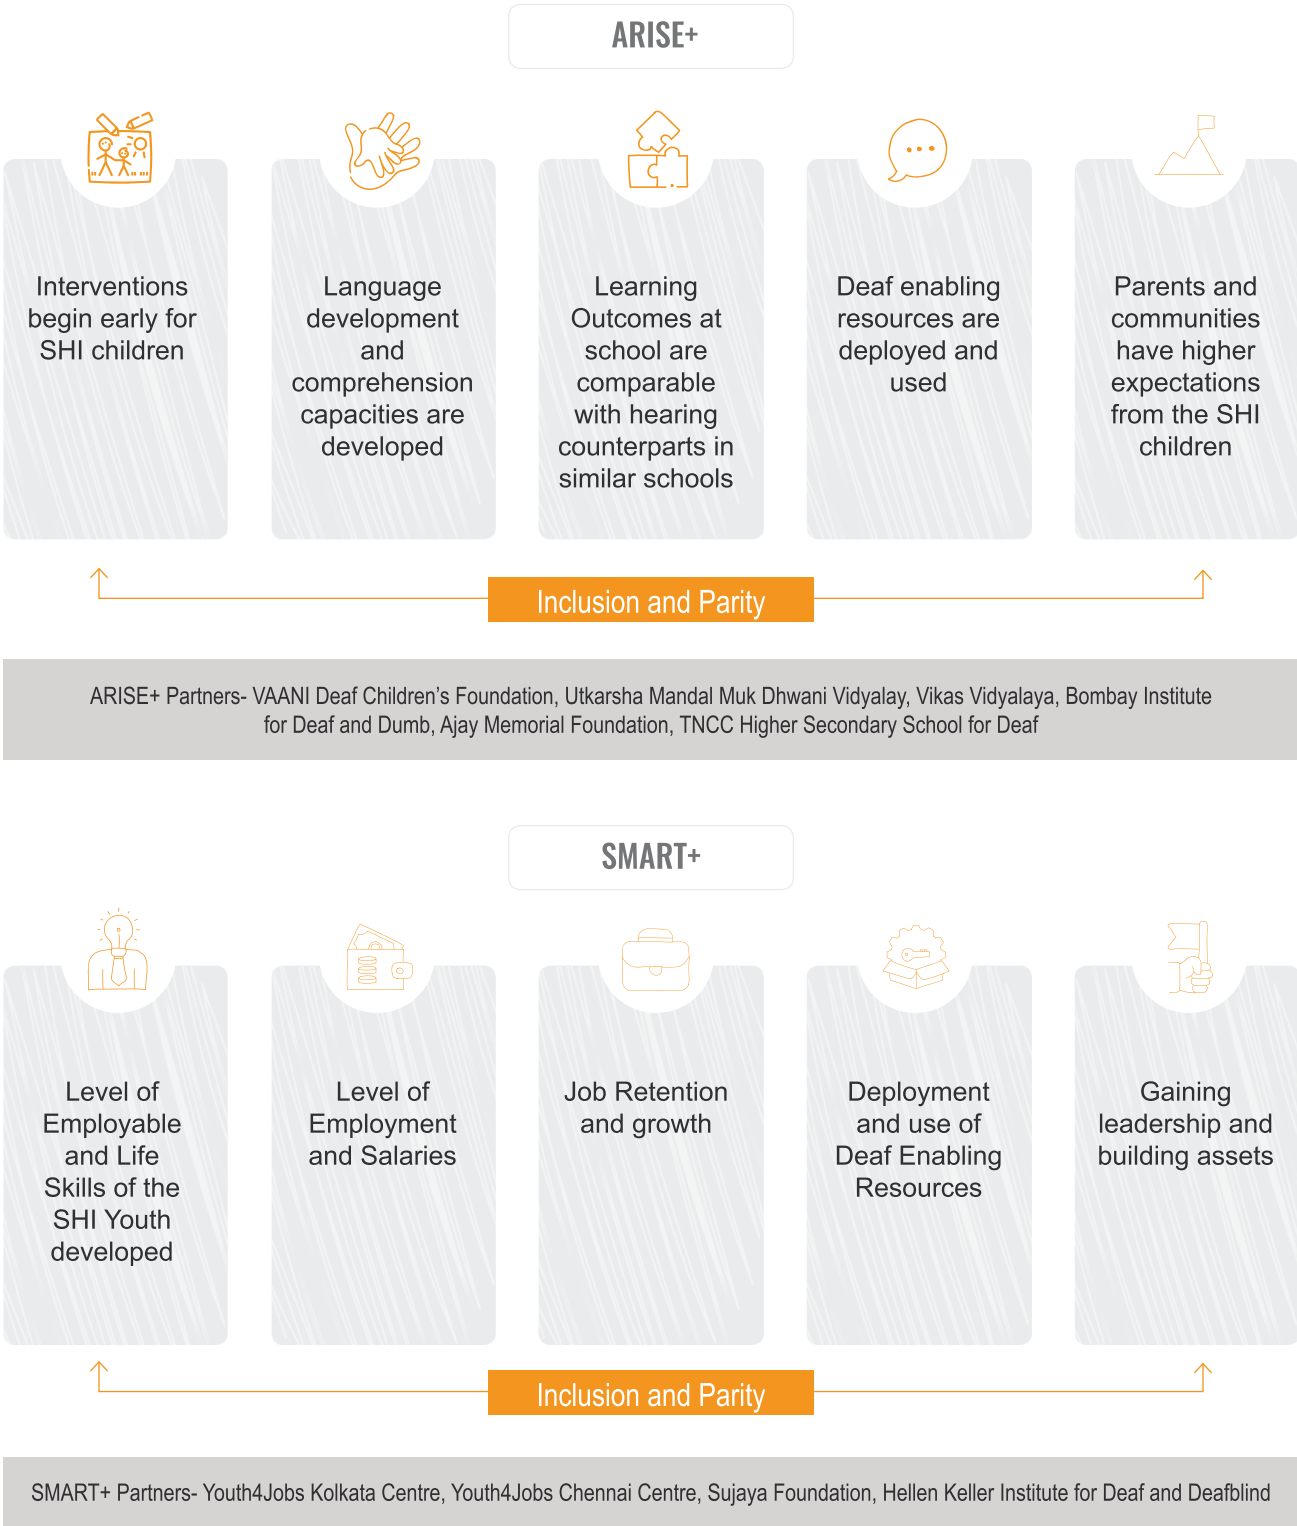 ARISE+
Interventions
begin early for
SHI children
Language
development
and
comprehension
capacities are
developed
Learning
Outcomes at
school are
comparable
with hearing
counterparts in
similar schools
Deaf enabling
resources are
deployed and
used
Parents and
communities
have higher
expectations
from the SHI
children
Inclusion and Parity
ARISE+ Partners- VAANI Deaf Children’s Foundation, Utkarsha Mandal Muk Dhwani Vidyalay, Vikas Vidyalaya, Bombay Institute
for Deaf and Dumb, Ajay Memorial Foundation, TNCC Higher Secondary School for Deaf
SMART+
Level of
Employable
and Life
Skills of the
SHI Youth
developed
Level of
Employment
and Salaries
Job Retention
and growth
Deployment
and use of
Deaf Enabling
Resources
Gaining
leadership and
building assets
Inclusion and Parity
SMART+ Partners- Youth4Jobs Kolkata Centre, Youth4Jobs Chennai Centre, Sujaya Foundation, Hellen Keller Institute for Deaf and Deafblind